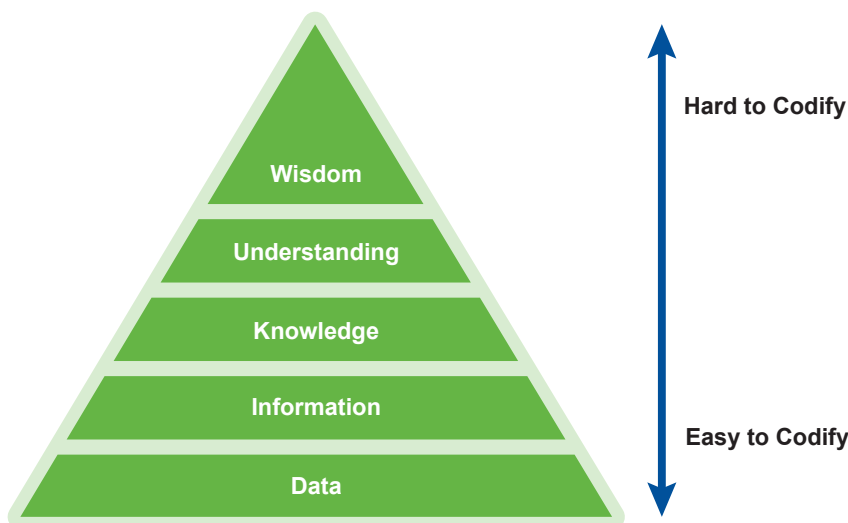 Hard to Codify
Wisdom
Understanding
Knowledge
Information
Easy to Codify
Data